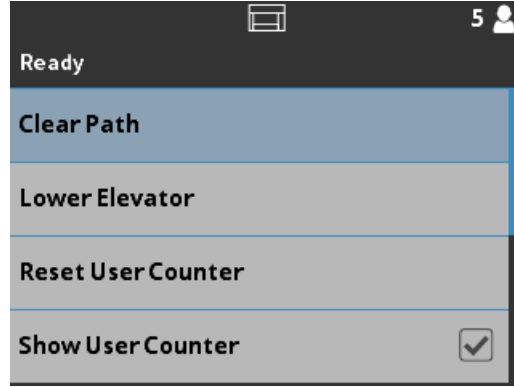 5
Ready
Clear Path
Lower Elevator
Reset User Counter
Show User Counter